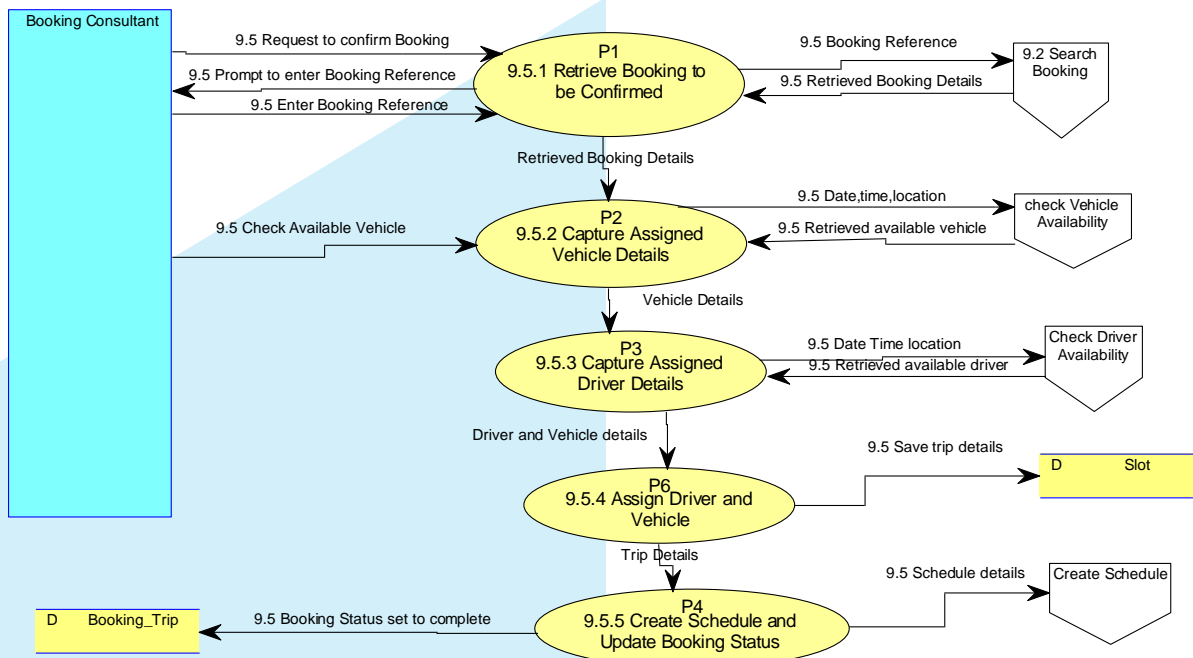 Booking Consultant
9.5 Request to confirm Booking
9.5 Prompt to enter Booking Reference
9.5 Enter Booking Reference
P1
9.5.1 Retrieve Booking to
be Confirmed
9.5 Booking Reference
9.5 Retrieved Booking Details
9.2 Search
Booking
Retrieved Booking Details
9.5 Check Available Vehicle
P2
9.5.2 Capture Assigned
Vehicle Details
9.5 Date,time,location
9.5 Retrieved available vehicle
check Vehicle
Availability
Vehicle Details
P3
9.5.3 Capture Assigned
Driver Details
9.5 Date Time location
9.5 Retrieved available driver
Check Driver
Availability
Driver and Vehicle details
P6
9.5.4 Assign Driver and
Vehicle
9.5 Save trip details
D Slot
Trip Details
P4
9.5.5 Create Schedule and
Update Booking Status
9.5 Schedule details
Create Schedule
9.5 Booking Status set to complete
D Booking_Trip